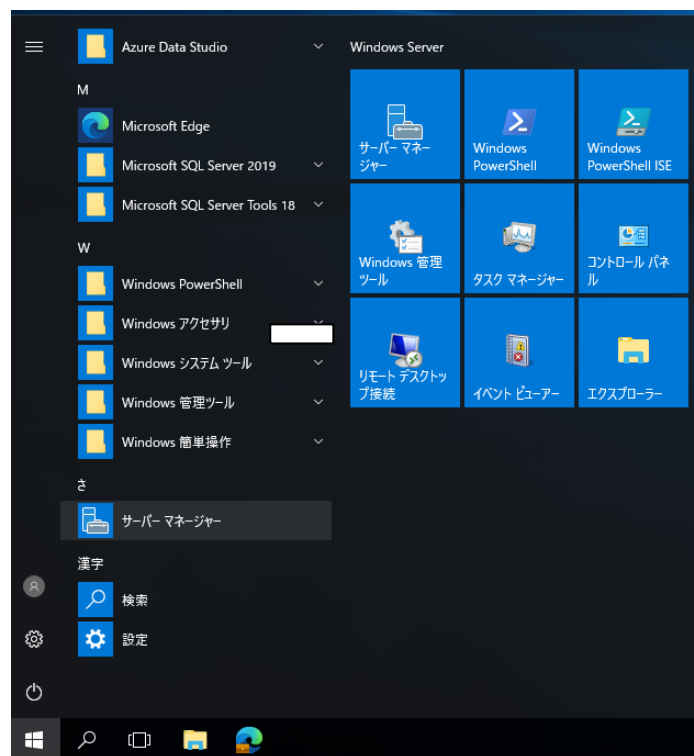 Azure Data Studio
M
Microsoft Edge
Microsoft SQL Server 2019
Microsoft SQL Server Tools 18
W
Windows PowerShell
Windows アクセサリ
Windows システム ツール
Windows 管理ツール
Windows 簡単操作
さ
サーバー マネージャー
漢字
検索
設定
Windows Server
サーバー マネー
ジャー
Windows
PowerShell
Windows
PowerShell ISE
Windows 管理
ツール
タスク マネージャー
コントロール パネ
ル
リモート デスクトッ
プ接続
イベント ビューアー
エクスプローラー